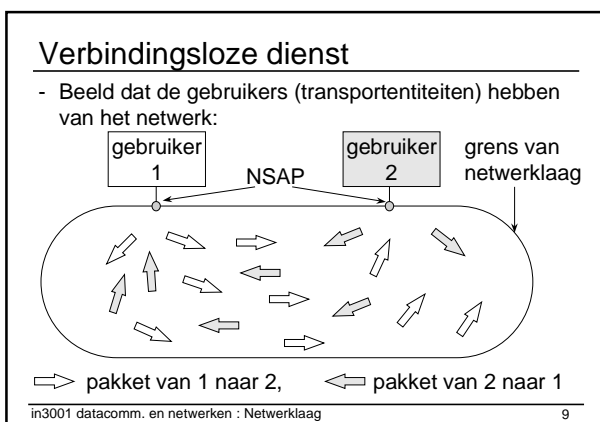 Verbindingsloze dienst
- Beeld dat de gebruikers (transportentiteiten) hebben
van het netwerk:
gebruiker
1
NSAP
gebruiker
2
grens van
netwerklaag
pakket van 1 naar 2,
pakket van 2 naar 1
in3001 datacomm. en netwerken : Netwerklaag
9